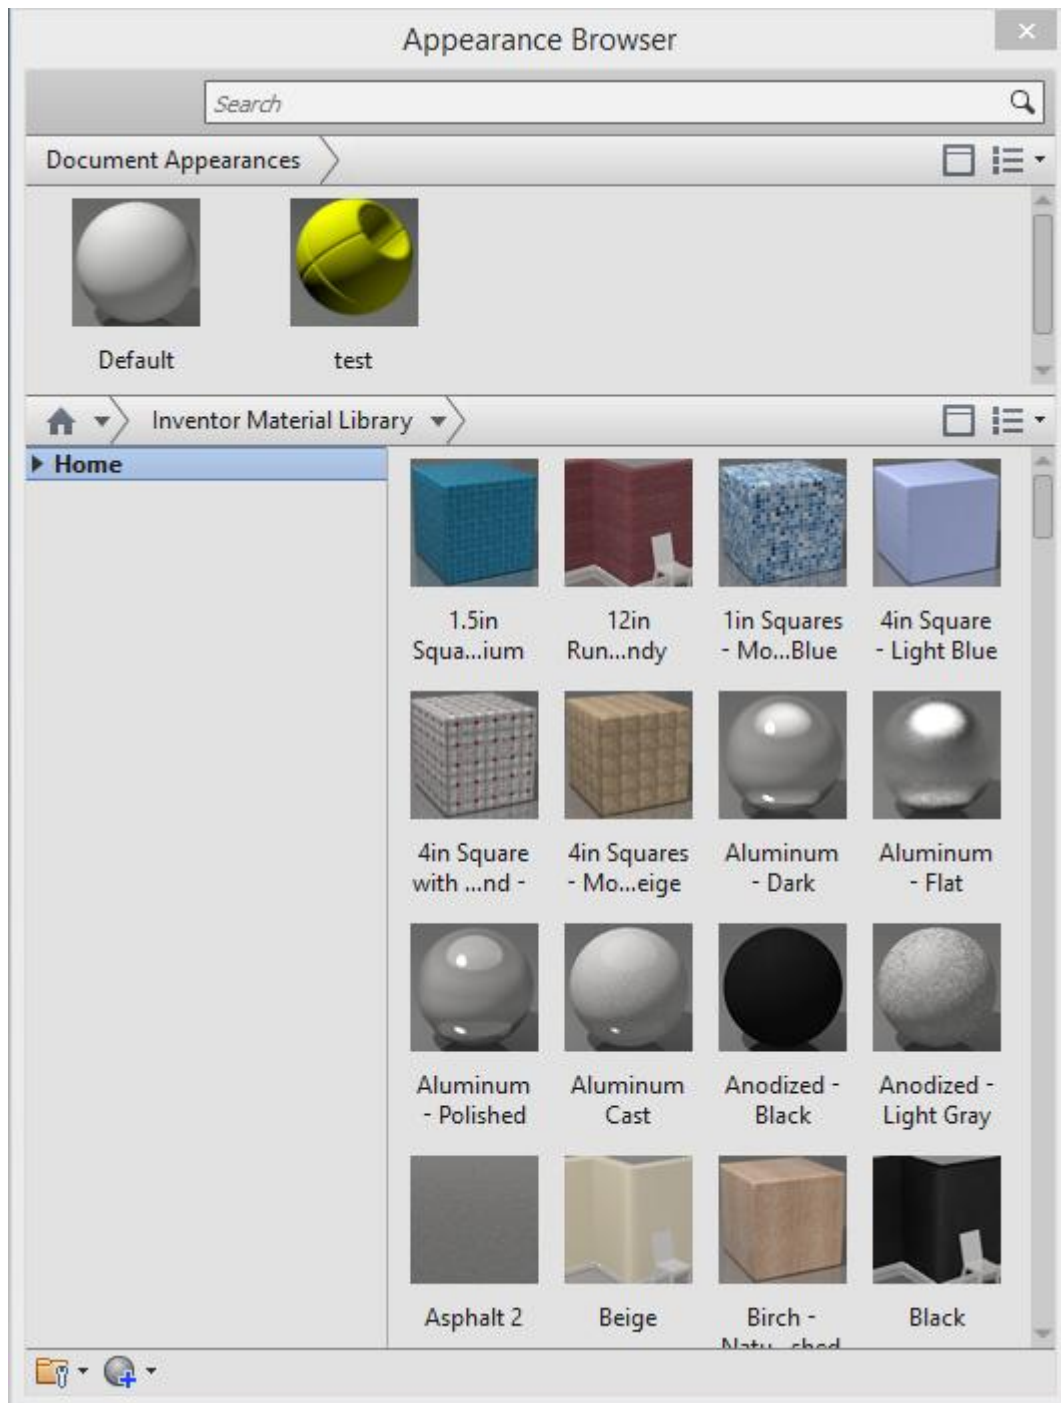 Appearance Browser
Search
Document Appearances
Default test
Inventor Material Library
Home
1.5in 12in 1in Squares 4in Square
Squa...ium Run...ndy - Mo...Blue - Light Blue
4in Square 4in Squares Aluminum Aluminum
with ...nd - - Mo...eige - Dark - Flat
Aluminum Aluminum Anodized - Anodized -
- Polished Cast Black Light Gray
Asphalt 2 Beige Birch - Black
Natu...shed